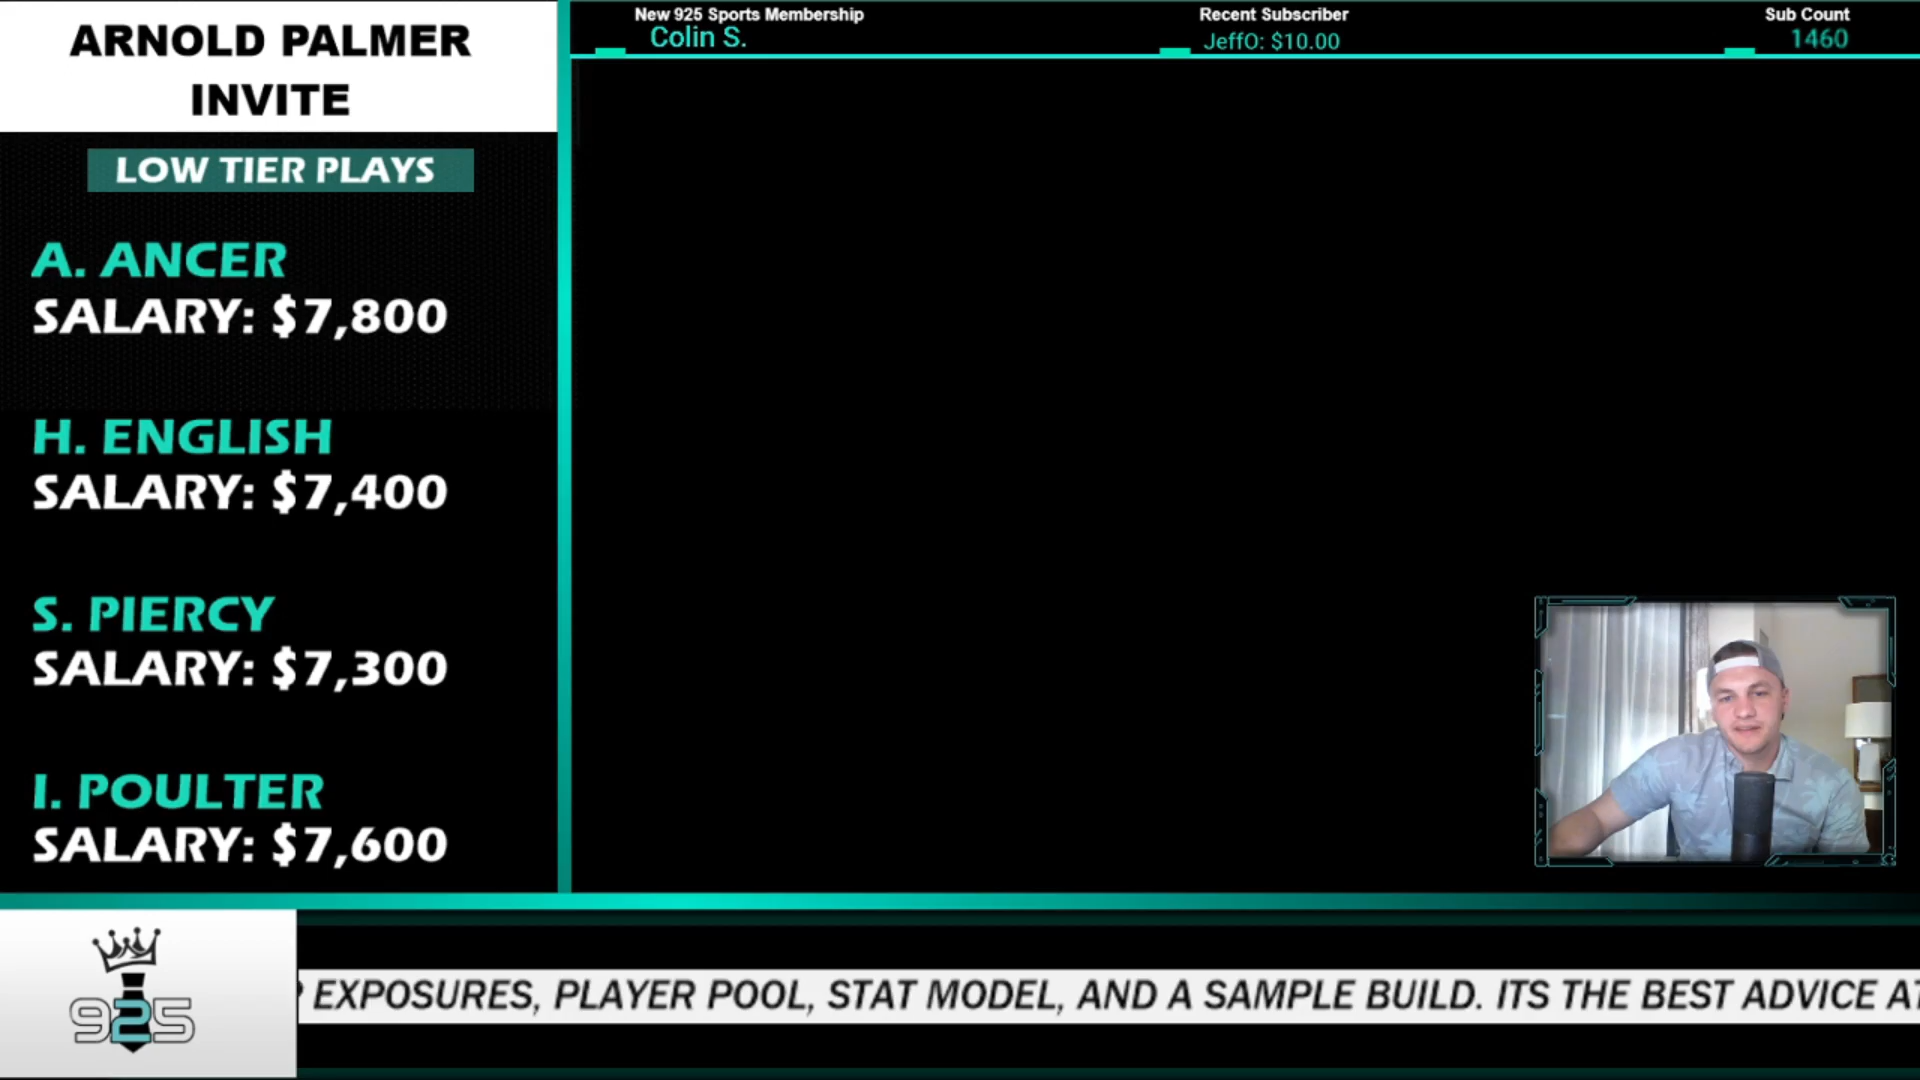 ARNOLD PALMER
INVITE
LOW TIER PLAYS
A. ANCER
SALARY: $7,800
H. ENGLISH
SALARY: $7,400
S. PIERCY
SALARY: $7,300
I. POULTER
SALARY: $7,600
New 925 Sports Membership
Colin S.
Recent Subscriber
JeffO: $10.00
Sub Count
1460
925
EXPOSURES, PLAYER POOL, STAT MODEL, AND A SAMPLE BUILD. ITS THE BEST ADVICE